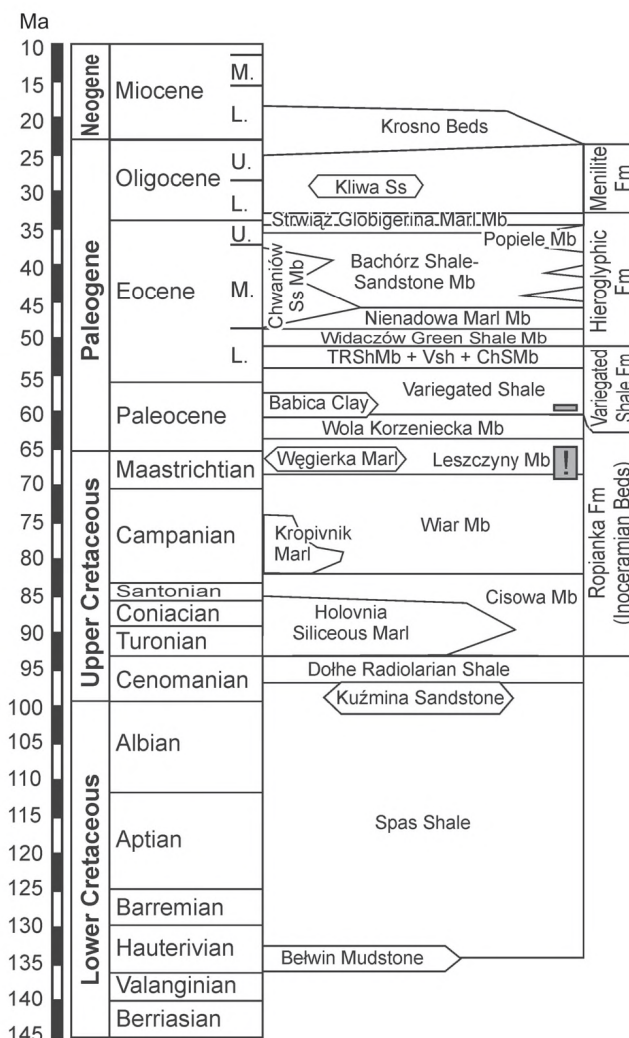 Ma
10
15
20
25
30
35
40
45
50
55
60
65
70
75
80
85
90
95
100
105
110
115
120
125
130
135
140
145
Neogene
Paleogene
Upper Cretaceous
Lower Cretaceous
Miocene
M.
L.
Oligocene
U.
L.
Eocene
U.
M.
L.
Paleocene
Maastrichtian
Campanian
Santonian
Coniacian
Turonian
Cenomanian
Albian
Aptian
Barremian
Hauterivian
Valanginian
Berriasian
Krosno Beds
Kliwa Ss
Strwiąż Globigerina Marl Mb
Popiele Mb
Chwaniów
Ss Mb
Bachórz Shale-
Sandstone Mb
Nienadowa Marl Mb
Widaczów Green Shale Mb
TRShMb + Vsh + ChSMb
Variegated Shale
Babica Clay
Wola Korzeniecka Mb
Węgierka Marl
Leszczyny Mb
!
Kropivnik
Marl
Wiar Mb
Cisowa Mb
Holovnia
Siliceous Marl
Dołhe Radiolarian Shale
Kuźmina Sandstone
Spas Shale
Bełwin Mudstone
Menilite
Fm
Hieroglyphic
Fm
Variegated
Shale Fm
Ropianka Fm
(Inoceramian Beds)